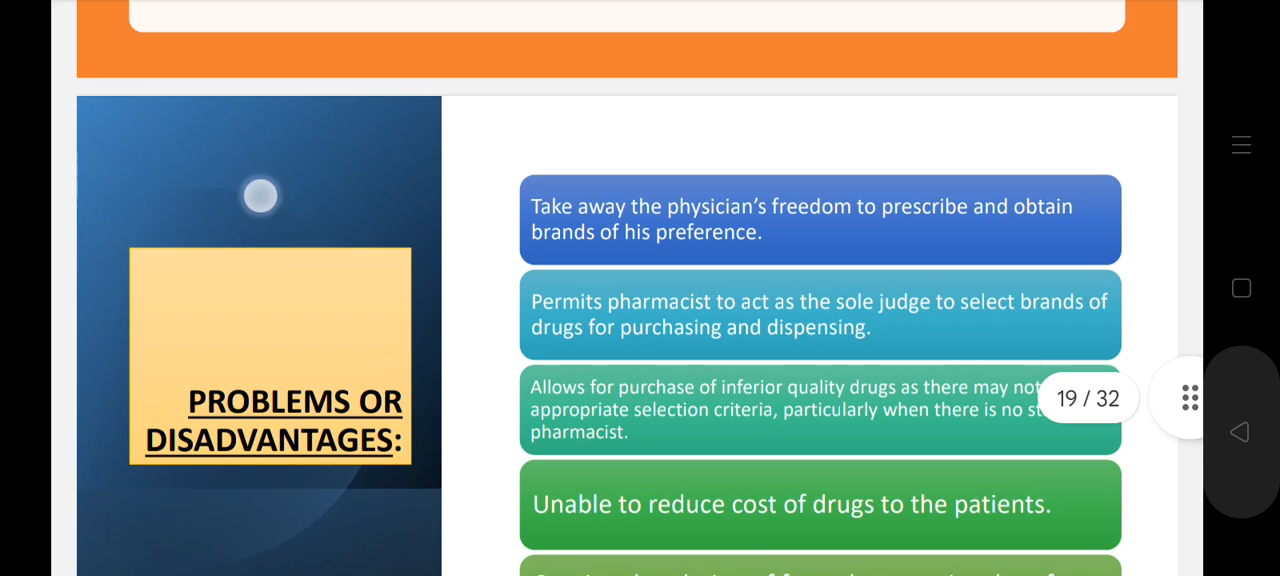 PROBLEMS OR
DISADVANTAGES:
Take away the physician's freedom to prescribe and obtain
brands of his preference.
Permits pharmacist to act as the sole judge to select brands of
drugs for purchasing and dispensing.
Allows for purchase of inferior quality drugs as there may not
appropriate selection criteria, particularly when there is no
pharmacist.
19 / 32
Unable to reduce cost of drugs to the patients.